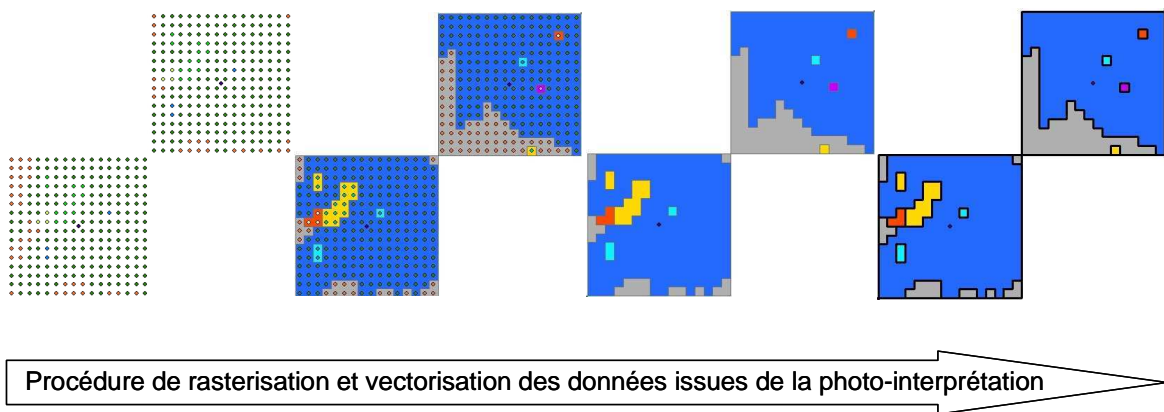 Procédure de rasterisation et vectorisation des données issues de la photo-interprétation